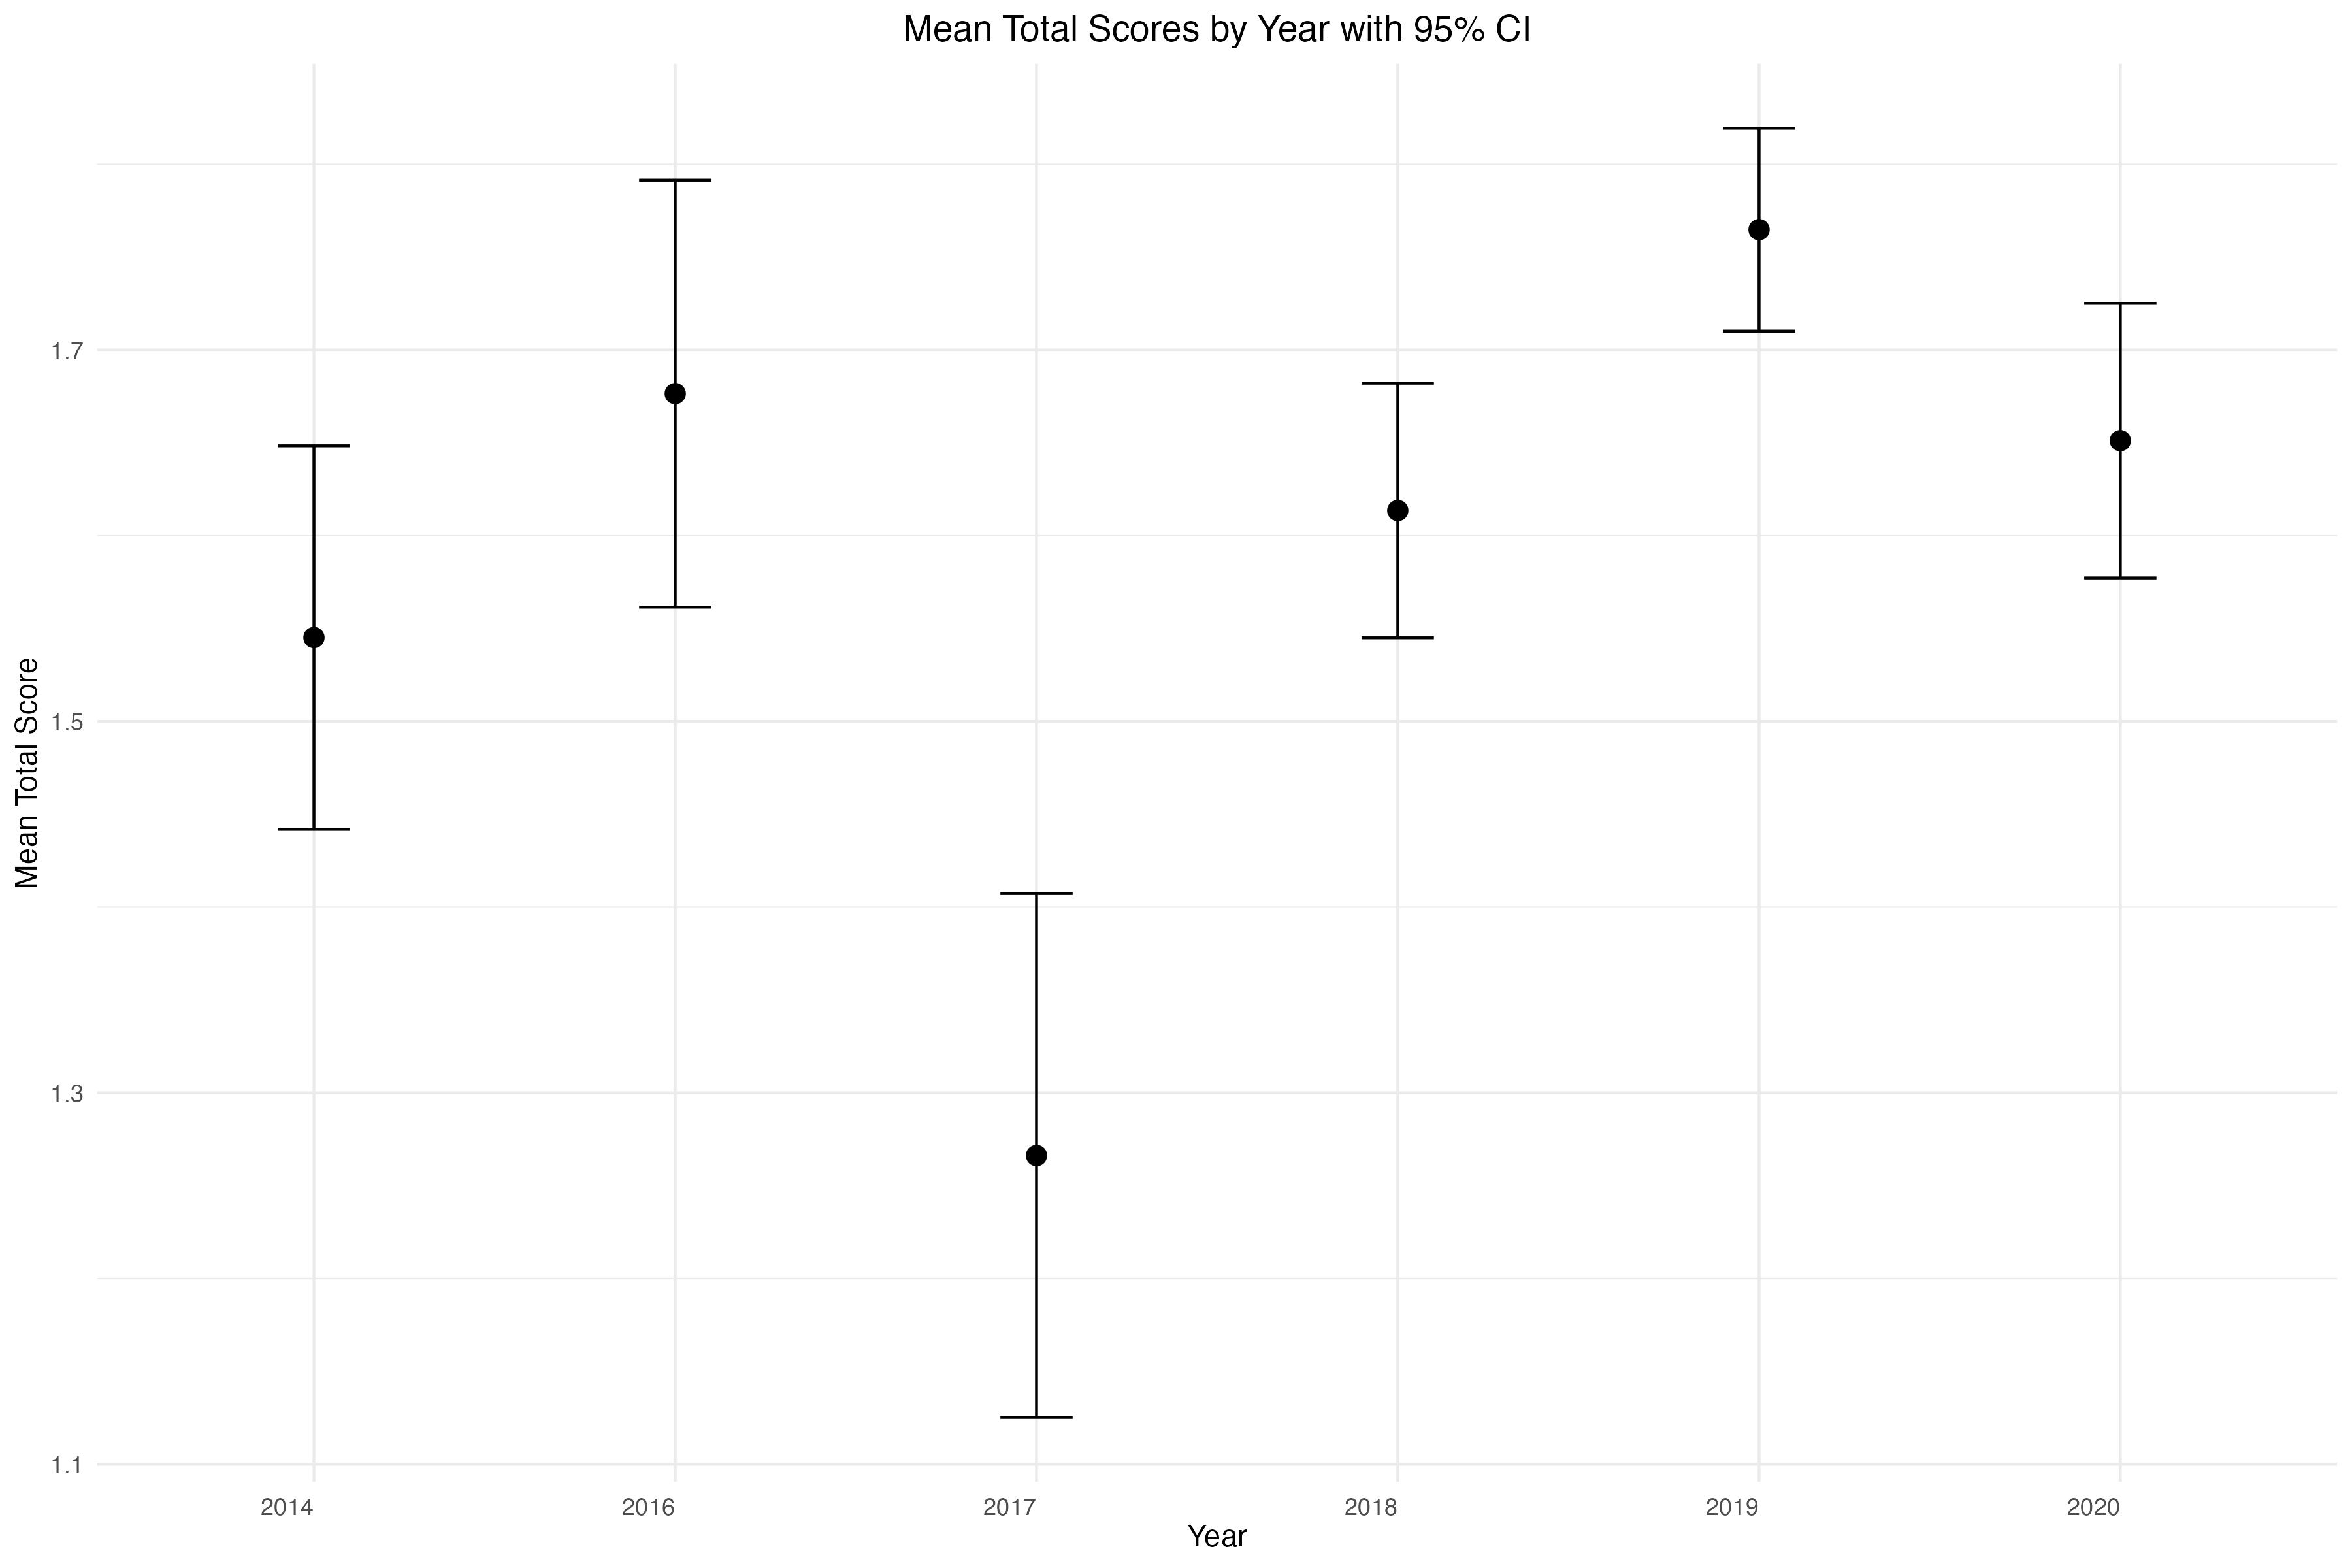 Mean Total Scores by Year with 95% CI
Mean Total Score
1.7
1.5
1.3
1.1
2014 2016 2017 2018 2019 2020
Year